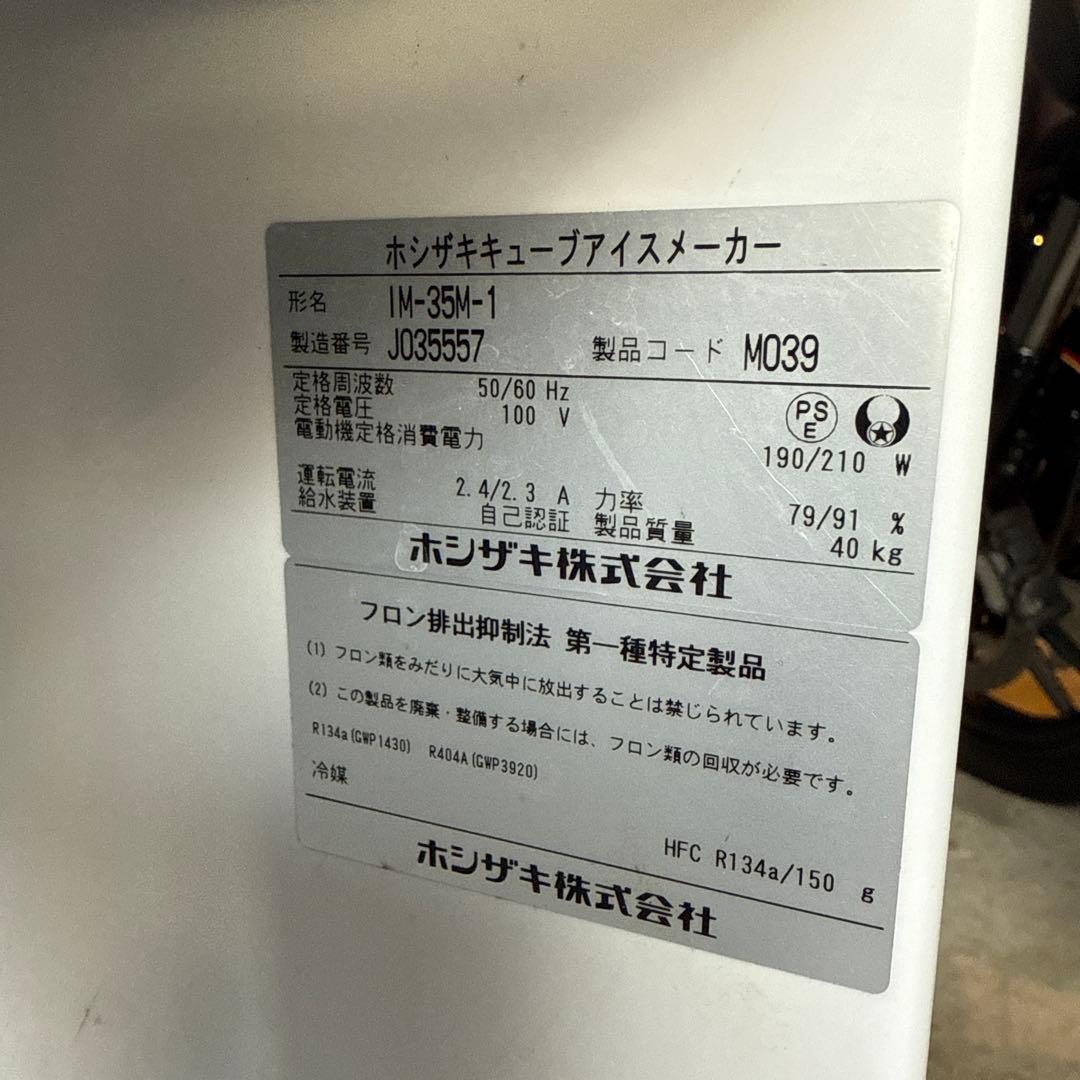 ホシザキキューブアイスメーカー
形名 IM-35M-1
製造番号 J035557 製品コード M039
定格周波数 50/60 Hz
定格電圧 100 V PSE
電動機定格消費電力 190/210 W
運転電流 2.4/2.3 A 力率 79/91 %
給水装置 自己認証 製品質量 40 kg
ホシザキ株式会社
フロン排出抑制法 第一種特定製品
(1) フロン類をみだりに大気中に放出することは禁じられています。
(2) この製品を廃棄・整備する場合には、フロン類の回収が必要です。
R134a(GWP1430) R404A(GWP3920)
冷媒 HFC R134a/150 g
ホシザキ株式会社